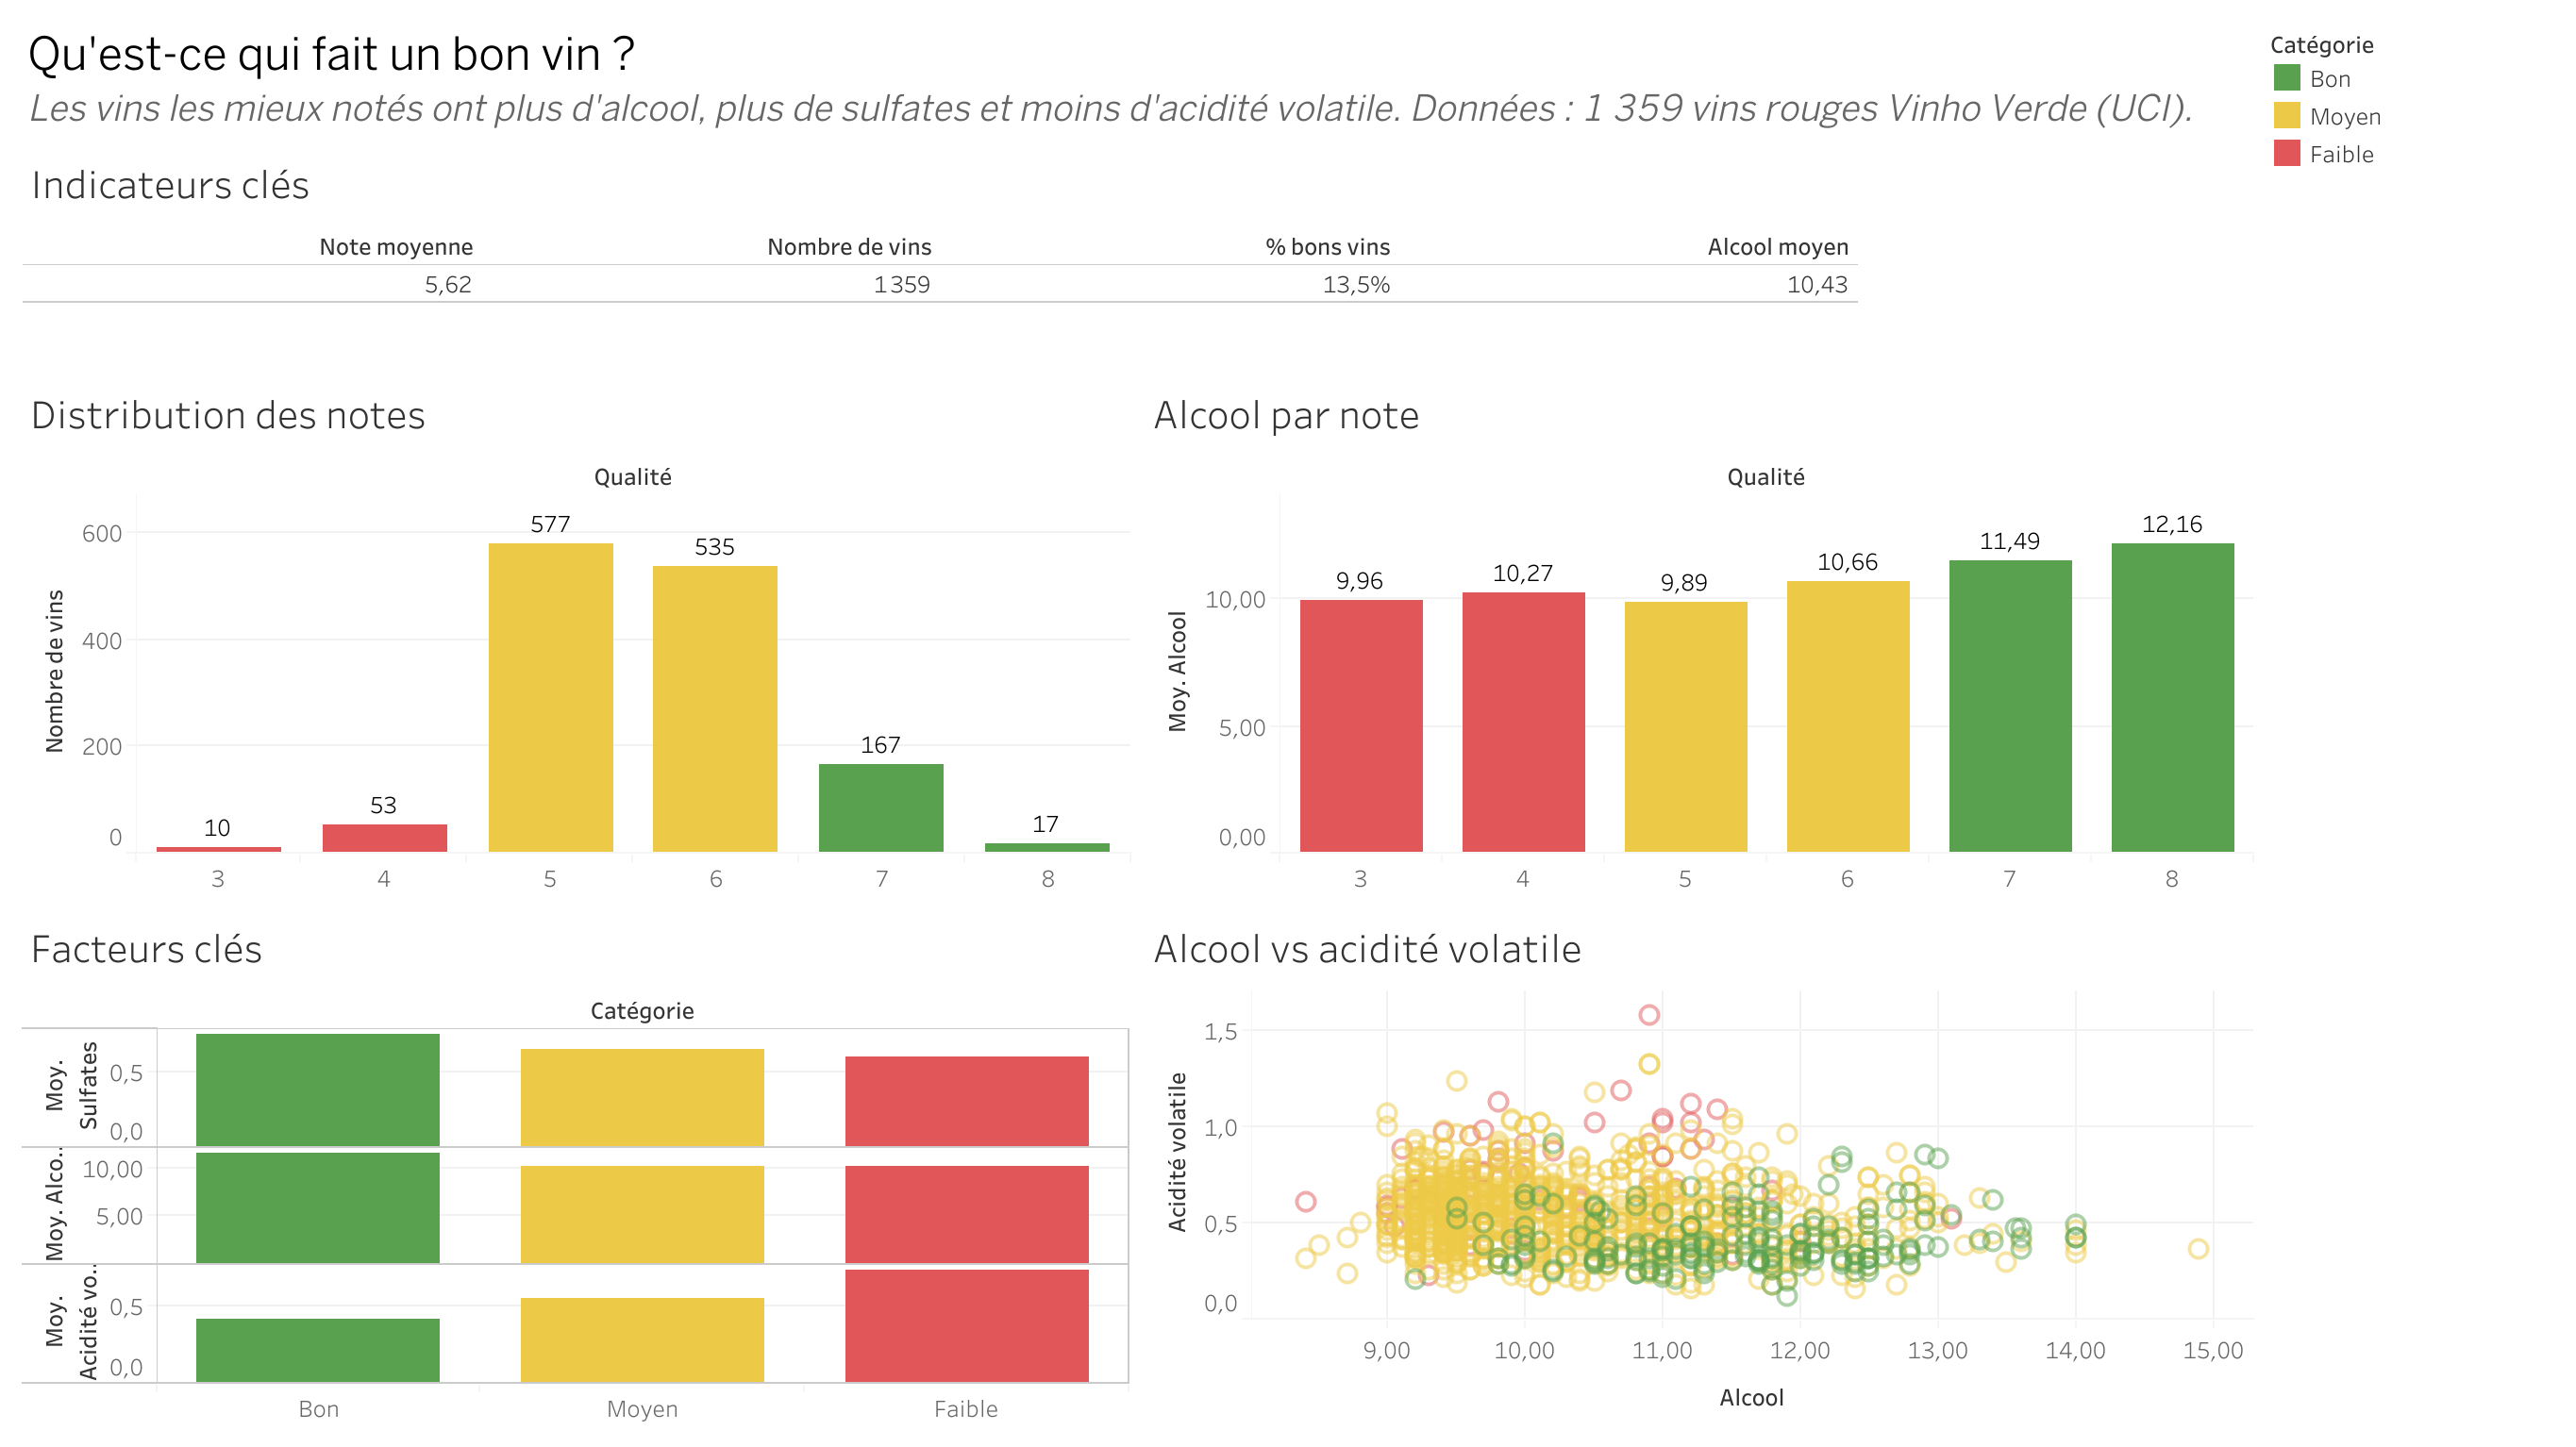 Qu'est-ce qui fait un bon vin ?
Les vins les mieux notés ont plus d'alcool, plus de sulfates et moins d'acidité volatile. Données : 1 359 vins rouges Vinho Verde (UCI).
Catégorie
Bon
Moyen
Faible
Indicateurs clés
Note moyenne Nombre de vins % bons vins Alcool moyen
5,62 1 359 13,5% 10,43
Distribution des notes
Qualité
Nombre de vins
600
400
200
0
10 53 577 535 167 17
3 4 5 6 7 8
Alcool par note
Qualité
Moy. Alcool
10,00
5,00
0,00
9,96 10,27 9,89 10,66 11,49 12,16
3 4 5 6 7 8
Facteurs clés
Catégorie
Moy.
Sulfates
0,5
0,0
Moy. Alco..
10,00
5,00
Moy.
Acidité vo..
0,5
0,0
Bon Moyen Faible
Alcool vs acidité volatile
Acidité volatile
1,5
1,0
0,5
0,0
9,00 10,00 11,00 12,00 13,00 14,00 15,00
Alcool